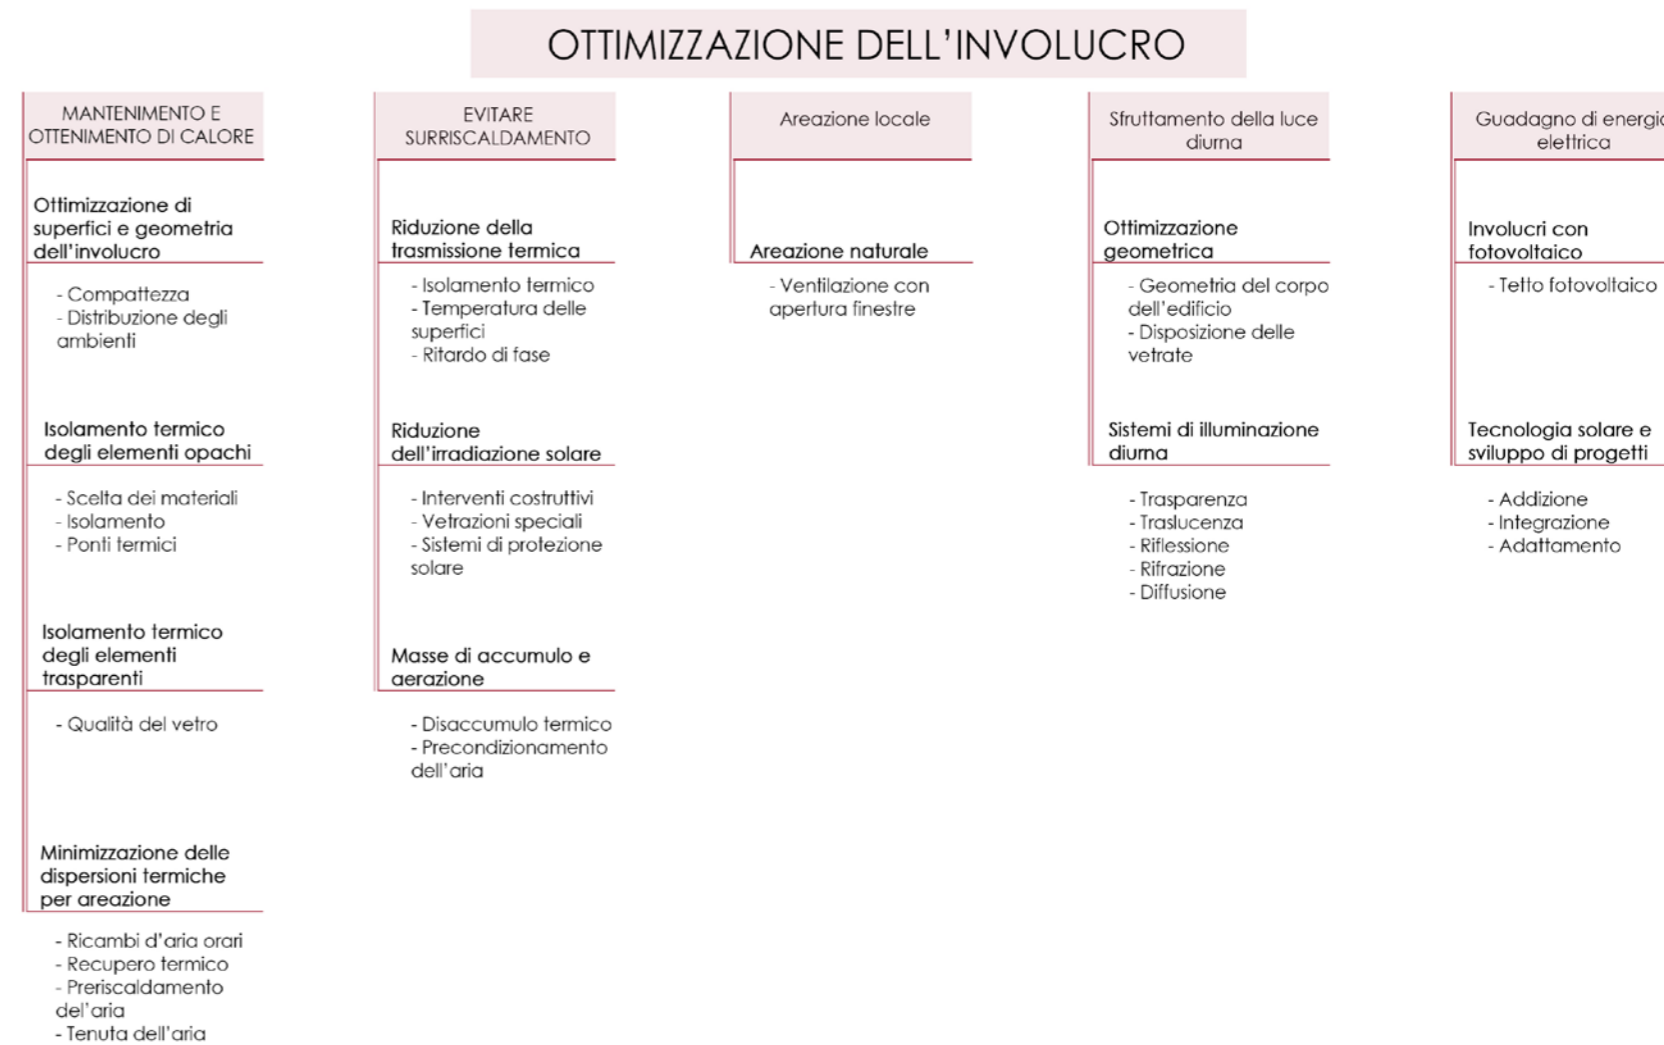 OTTIMIZZAZIONE DELL'INVOLUCRO
MANTENIMENTO E
OTTENIMENTO DI CALORE
Ottimizzazione di
superfici e geometria
dell'involucro
- Compattezza
- Distribuzione degli
ambienti
Isolamento termico
degli elementi opachi
- Scelta dei materiali
- Isolamento
- Ponti termici
Isolamento termico
degli elementi
trasparenti
- Qualità del vetro
Minimizzazione delle
dispersioni termiche
per areazione
- Ricambi d'aria orari
- Recupero termico
- Preriscaldamento
del'aria
- Tenuta dell'aria
EVITARE
SURRISCALDAMENTO
Riduzione della
trasmissione termica
- Isolamento termico
- Temperatura delle
superfici
- Ritardo di fase
Riduzione
dell'irradiazione solare
- Interventi costruttivi
- Vetrazioni speciali
- Sistemi di protezione
solare
Masse di accumulo e
aerazione
- Disaccumulo termico
- Precondizionamento
dell'aria
Areazione locale
Areazione naturale
- Ventilazione con
apertura finestre
Sfruttamento della luce
diurna
Ottimizzazione
geometrica
- Geometria del corpo
dell'edificio
- Disposizione delle
vetrate
Sistemi di illuminazione
diurna
- Trasparenza
- Traslucenza
- Riflessione
- Rifrazione
- Diffusione
Guadagno di energia
elettrica
Involucri con
fotovoltaico
- Tetto fotovoltaico
Tecnologia solare e
sviluppo di progetti
- Addizione
- Integrazione
- Adattamento